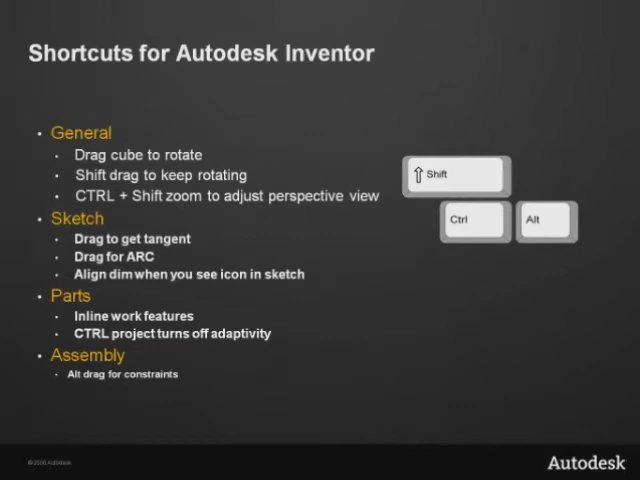 Shortcuts for Autodesk Inventor
• General
• Drag cube to rotate
• Shift drag to keep rotating
• CTRL + Shift zoom to adjust perspective view
• Sketch
• Drag to get tangent
• Drag for ARC
• Align dim when you see icon in sketch
• Parts
• Inline work features
• CTRL project turns off adaptivity
• Assembly
• Alt drag for constraints
⇧ Shift
Ctrl
Alt
Autodesk